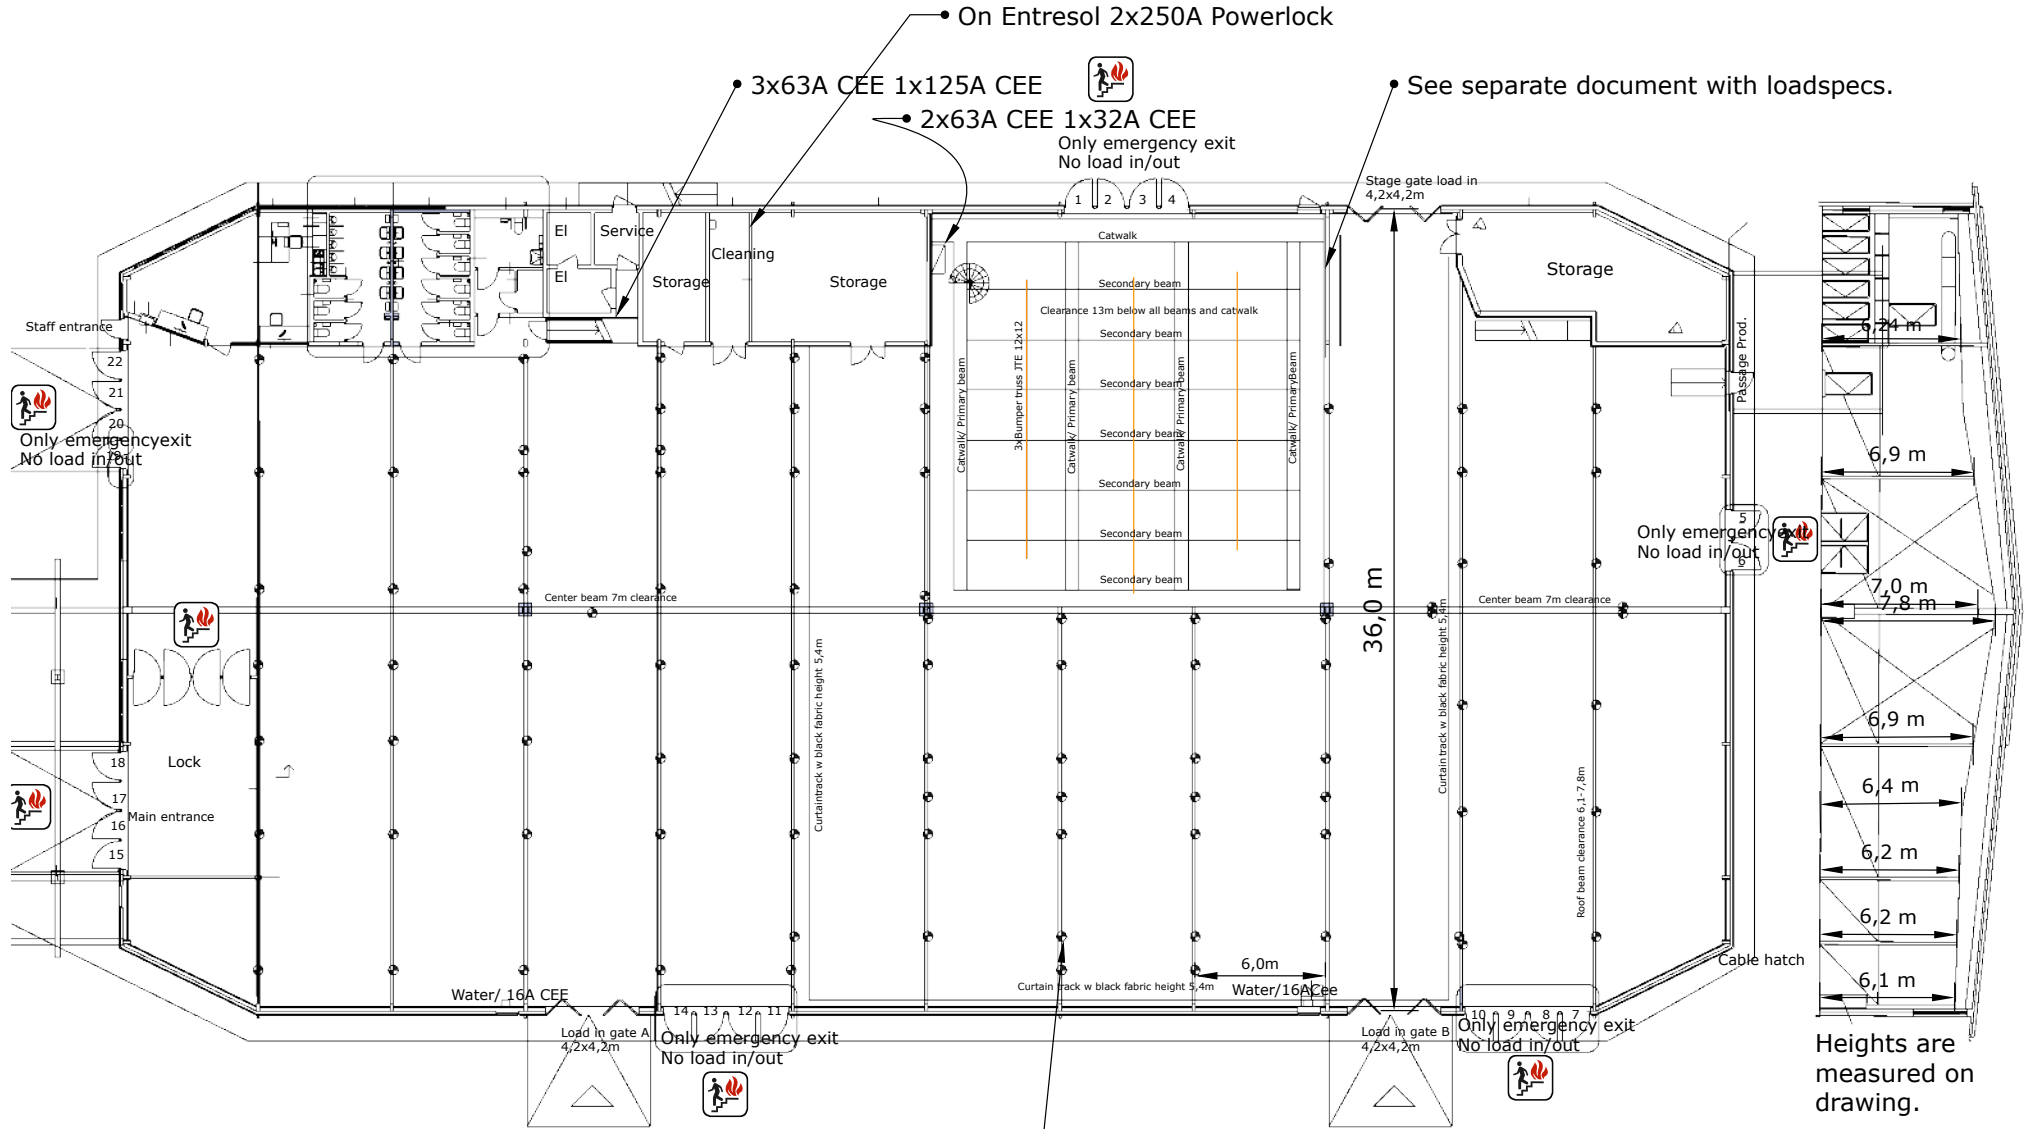 On Entresol 2x250A Powerlock
3x63A CEE 1x125A CEE
See separate document with loadspecs.
2x63A CEE 1x32A CEE
Only emergency exit
No load in/out
Stage gate load in
4,2x4,2m
1 2 3 4
El
Service
Catwalk
Cleaning
El
Storage
Storage
Storage
Secondary beam
Clearance 13m below all beams and catwalk
Secondary beam
Secondary beam
Secondary beam
Secondary beam
Secondary beam
Secondary beam
3xBumper truss JTE 12x12
Catwalk/ Primary beam
Catwalk/ Primary beam
Catwalk/ Primary beam
Catwalk/ PrimaryBeam
Staff entrance
22
21
20
19
Only emergencyexit
No load in/out
Passage Prod.
6,24 m
6,9 m
5
Only emergencyexit
No load in/out
6
7,0 m
7,8 m
Center beam 7m clearance
Center beam 7m clearance
36,0 m
Curtaintrack w black fabric height 5,4m
Curtain track w black fabric height 5,4m
Roof beam clearance 6,1-7,8m
6,9 m
6,4 m
6,2 m
6,2 m
6,1 m
Lock
18
17
16
15
Main entrance
6,0m
Cable hatch
Water/ 16A CEE
Curtain track w black fabric height 5,4m
Water/16ACee
14 13 12 11
10 9 8 7
Load in gate A
4,2x4,2m
Only emergency exit
No load in/out
Load in gate B
4,2x4,2m
Only emergency exit
No load in/out
Heights are
measured on
drawing.